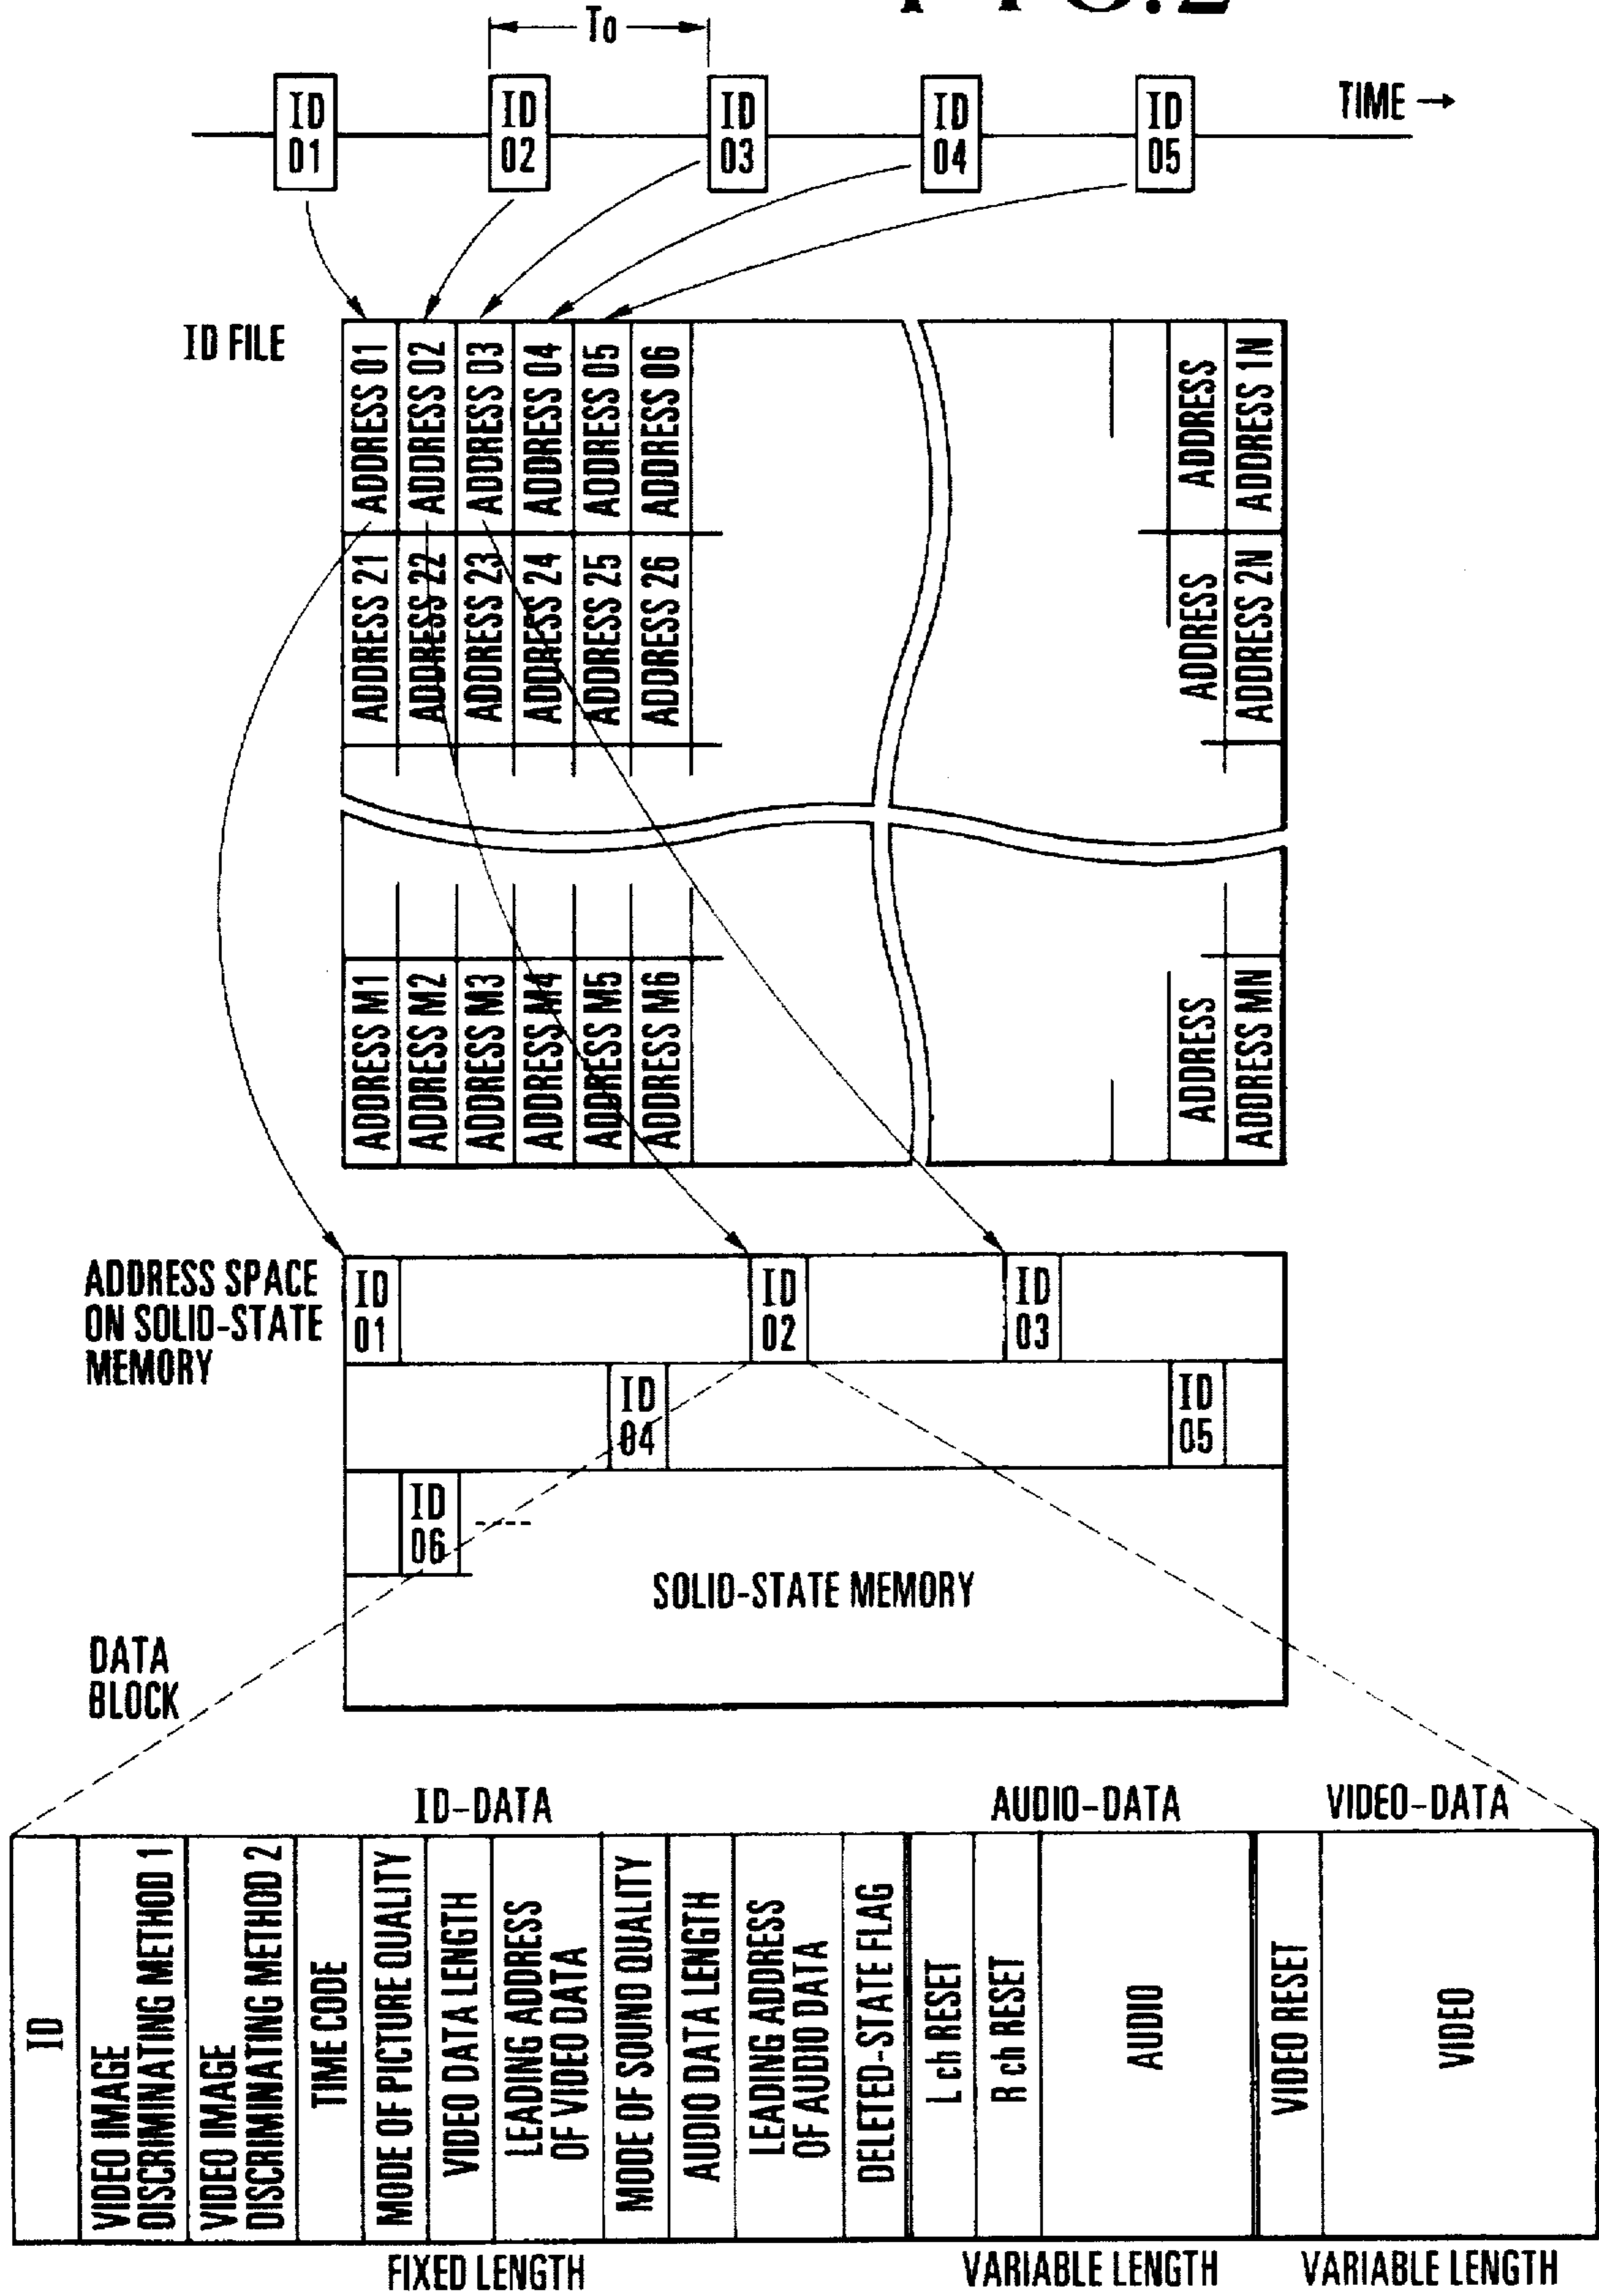 FIG.2
To
TIME →
ID 01
ID 02
ID 03
ID 04
ID 05
ID FILE
ADDRESS 01
ADDRESS 02
ADDRESS 03
ADDRESS 04
ADDRESS 05
ADDRESS 06
ADDRESS
ADDRESS 1N
ADDRESS 21
ADDRESS 22
ADDRESS 23
ADDRESS 24
ADDRESS 25
ADDRESS 26
ADDRESS
ADDRESS 2N
ADDRESS M1
ADDRESS M2
ADDRESS M3
ADDRESS M4
ADDRESS M5
ADDRESS M6
ADDRESS
ADDRESS MN
ADDRESS SPACE
ON SOLID-STATE
MEMORY
ID 01
ID 02
ID 03
ID 04
ID 05
ID 06
SOLID-STATE MEMORY
DATA
BLOCK
ID-DATA
AUDIO-DATA
VIDEO-DATA
ID
VIDEO IMAGE
DISCRIMINATING METHOD 1
VIDEO IMAGE
DISCRIMINATING METHOD 2
TIME CODE
MODE OF PICTURE QUALITY
VIDEO DATA LENGTH
LEADING ADDRESS
OF VIDEO DATA
MODE OF SOUND QUALITY
AUDIO DATA LENGTH
LEADING ADDRESS
OF AUDIO DATA
DELETED-STATE FLAG
L ch RESET
R ch RESET
AUDIO
VIDEO RESET
VIDEO
FIXED LENGTH
VARIABLE LENGTH
VARIABLE LENGTH